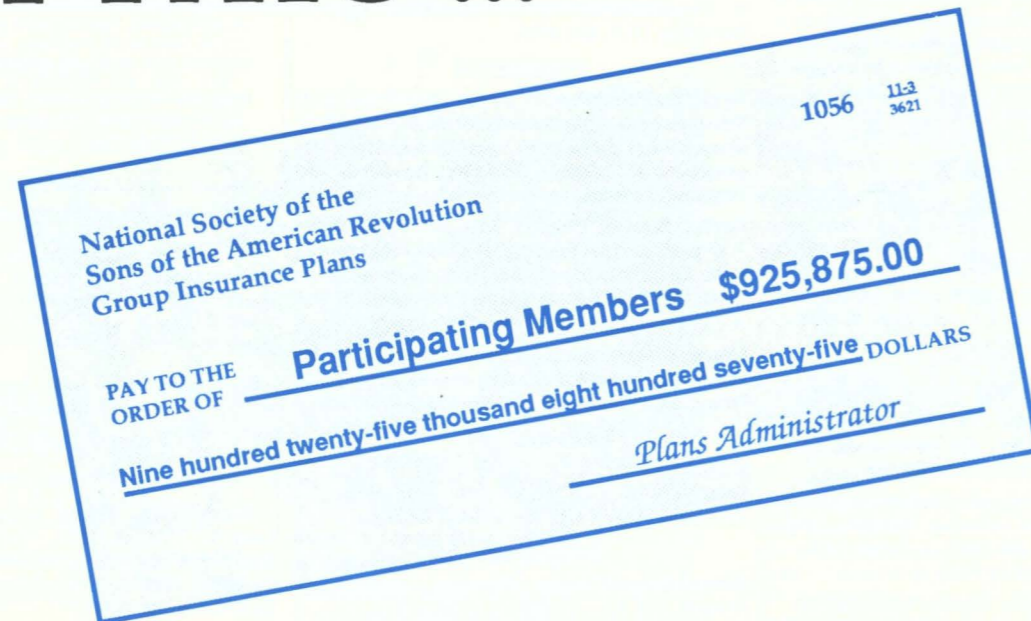 1056 11-3
3621
National Society of the
Sons of the American Revolution
Group Insurance Plans
PAY TO THE
ORDER OF Participating Members $925,875.00
Nine hundred twenty-five thousand eight hundred seventy-five DOLLARS
Plans Administrator